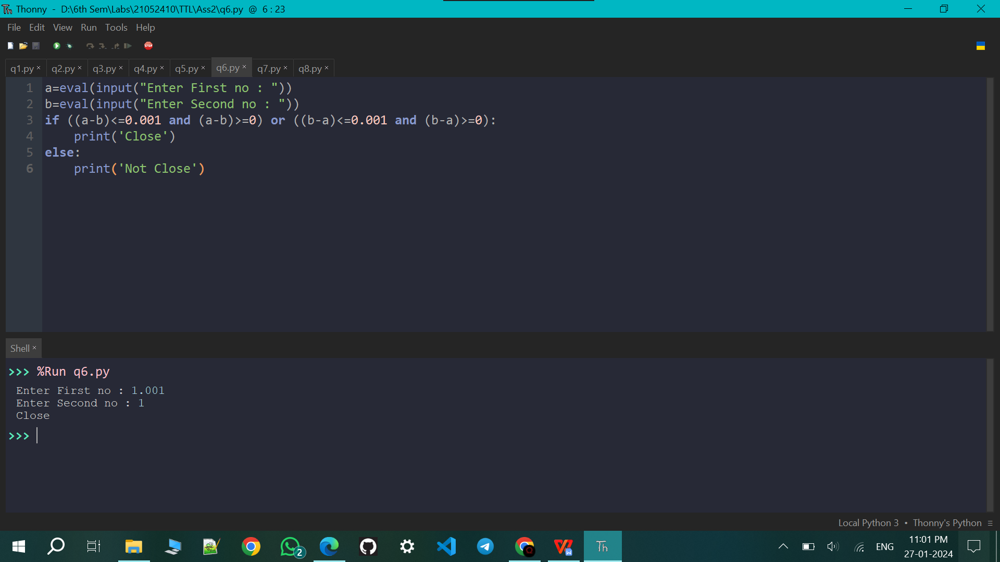 Th Thonny - D:\6th Sem\Labs\21052410\TTL\Ass2\q6.py @ 6 : 23
File Edit View Run Tools Help
STOP
q1.py × q2.py × q3.py × q4.py × q5.py × q6.py × q7.py × q8.py ×
1 a=eval(input("Enter First no : "))
2 b=eval(input("Enter Second no : "))
3 if ((a-b)<=0.001 and (a-b)>=0) or ((b-a)<=0.001 and (b-a)>=0):
4     print('Close')
5 else:
6     print('Not Close')
Shell ×
>>> %Run q6.py
Enter First no : 1.001
Enter Second no : 1
Close
>>>
Local Python 3 • Thonny's Python ≡
2 W Th ENG 11:01 PM
27-01-2024